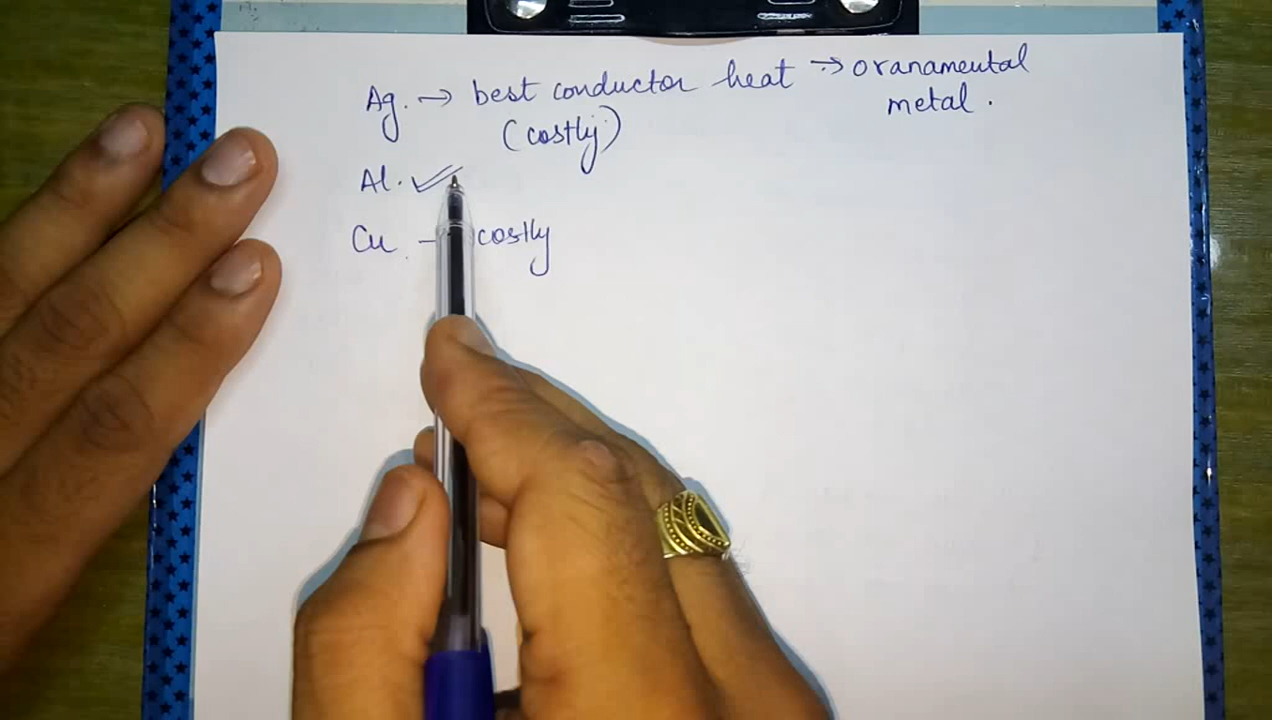 Ag. → best conductor heat → oranamental
metal.
(costly)
Al. ✓
Cu → costly